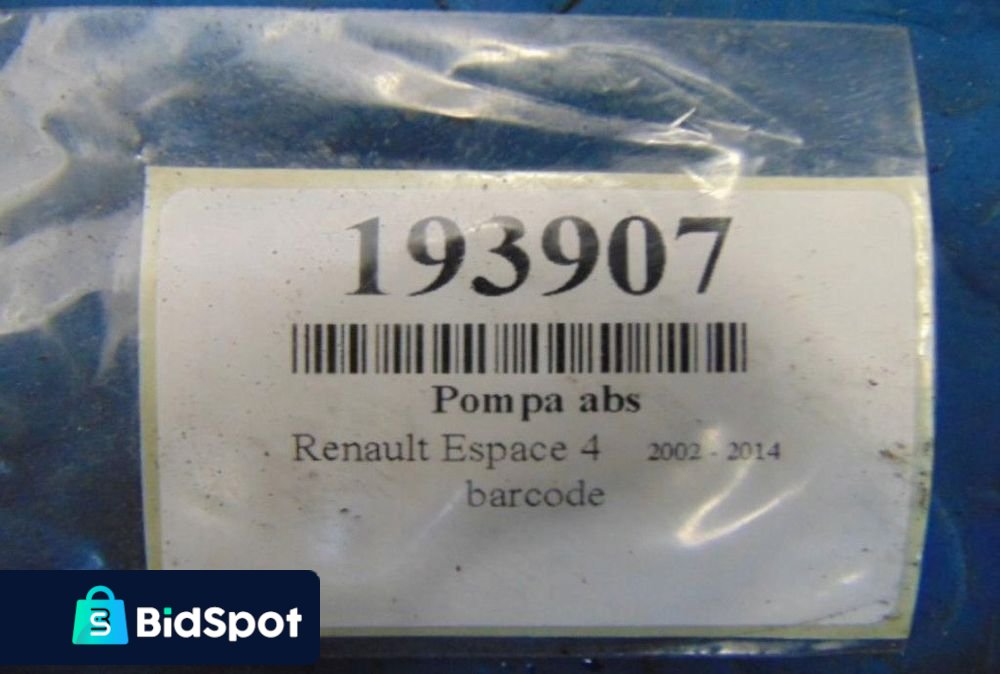 193907
Pompa abs
Renault Espace 4 2002 - 2014
barcode
BidSpot